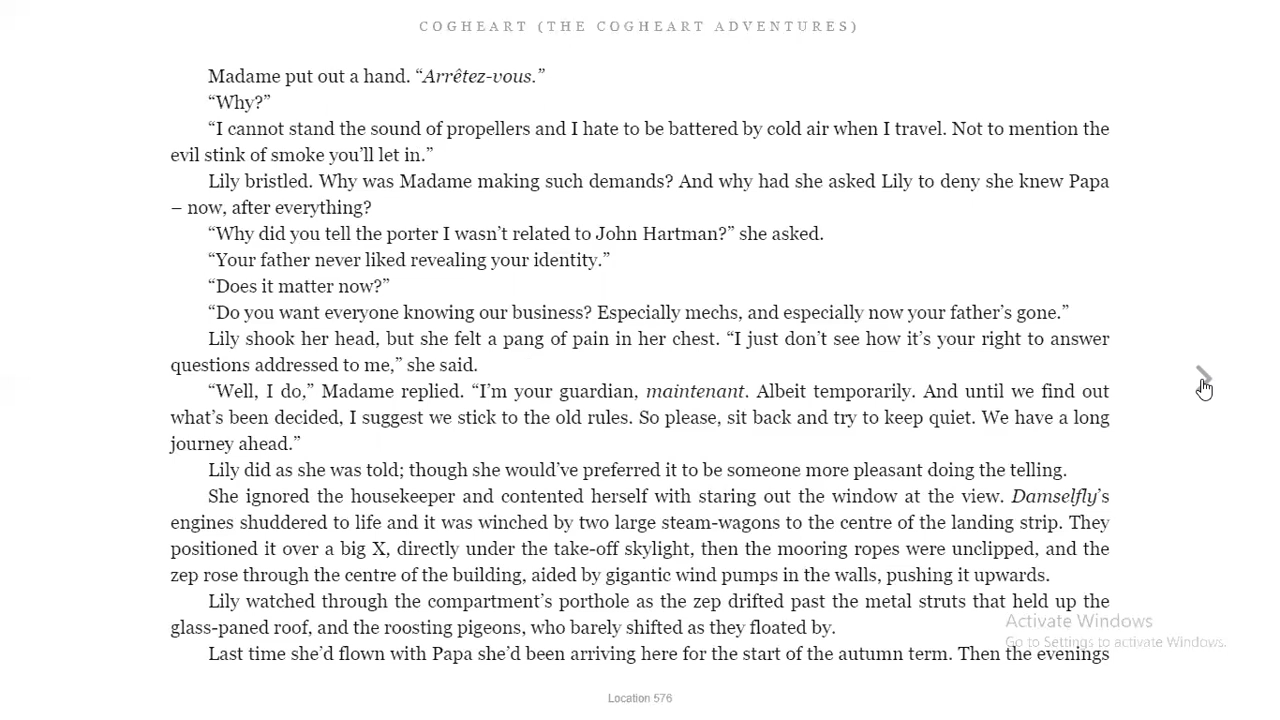 COGHEART (THE COGHEART ADVENTURES)
Madame put out a hand. “Arrêtez-vous.”
“Why?”
“I cannot stand the sound of propellers and I hate to be battered by cold air when I travel. Not to mention the
evil stink of smoke you’ll let in.”
Lily bristled. Why was Madame making such demands? And why had she asked Lily to deny she knew Papa
– now, after everything?
“Why did you tell the porter I wasn’t related to John Hartman?” she asked.
“Your father never liked revealing your identity.”
“Does it matter now?”
“Do you want everyone knowing our business? Especially mechs, and especially now your father’s gone.”
Lily shook her head, but she felt a pang of pain in her chest. “I just don’t see how it’s your right to answer
questions addressed to me,” she said.
“Well, I do,” Madame replied. “I’m your guardian, maintenant. Albeit temporarily. And until we find out
what’s been decided, I suggest we stick to the old rules. So please, sit back and try to keep quiet. We have a long
journey ahead.”
Lily did as she was told; though she would’ve preferred it to be someone more pleasant doing the telling.
She ignored the housekeeper and contented herself with staring out the window at the view. Damselfly’s
engines shuddered to life and it was winched by two large steam-wagons to the centre of the landing strip. They
positioned it over a big X, directly under the take-off skylight, then the mooring ropes were unclipped, and the
zep rose through the centre of the building, aided by gigantic wind pumps in the walls, pushing it upwards.
Lily watched through the compartment’s porthole as the zep drifted past the metal struts that held up the
glass-paned roof, and the roosting pigeons, who barely shifted as they floated by.
Activate Windows
Go to Settings to activate Windows.
Last time she’d flown with Papa she’d been arriving here for the start of the autumn term. Then the evenings
Location 576